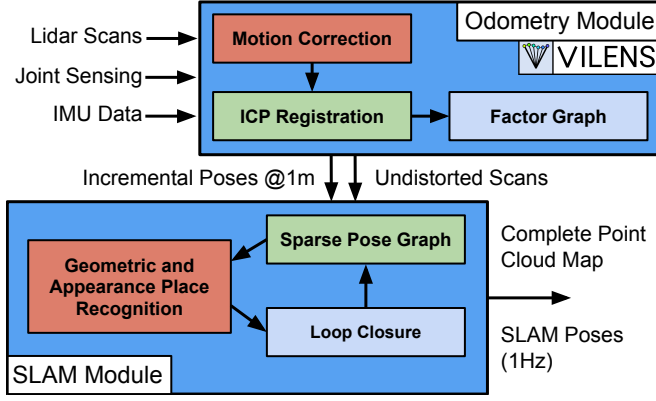 Odometry Module
VILENS
Lidar Scans
Joint Sensing
IMU Data
Motion Correction
ICP Registration
Factor Graph
Incremental Poses @1m
Undistorted Scans
Sparse Pose Graph
Geometric and
Appearance Place
Recognition
Loop Closure
SLAM Module
Complete Point
Cloud Map
SLAM Poses
(1Hz)